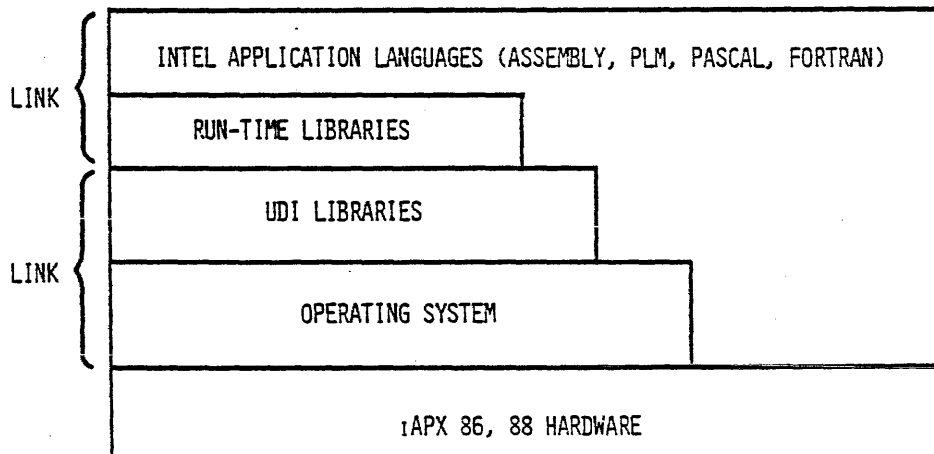 INTEL APPLICATION LANGUAGES (ASSEMBLY, PLM, PASCAL, FORTRAN)
LINK
RUN-TIME LIBRARIES
UDI LIBRARIES
LINK
OPERATING SYSTEM
iAPX 86, 88 HARDWARE